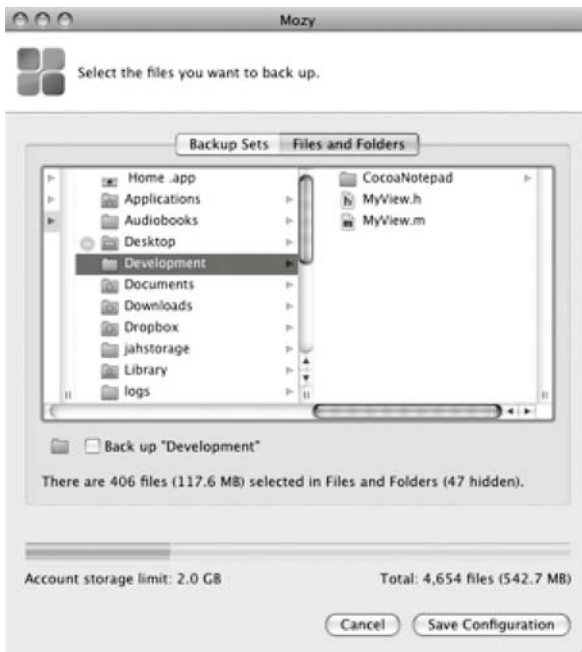 Mozy
Select the files you want to back up.
Backup Sets Files and Folders
Home .app
Applications
Audiobooks
Desktop
Development
Documents
Downloads
Dropbox
jahstorage
Library
logs
CocoaNotepad
h MyView.h
m MyView.m
Back up "Development"
There are 406 files (117.6 MB) selected in Files and Folders (47 hidden).
Account storage limit: 2.0 GB
Total: 4,654 files (542.7 MB)
Cancel Save Configuration